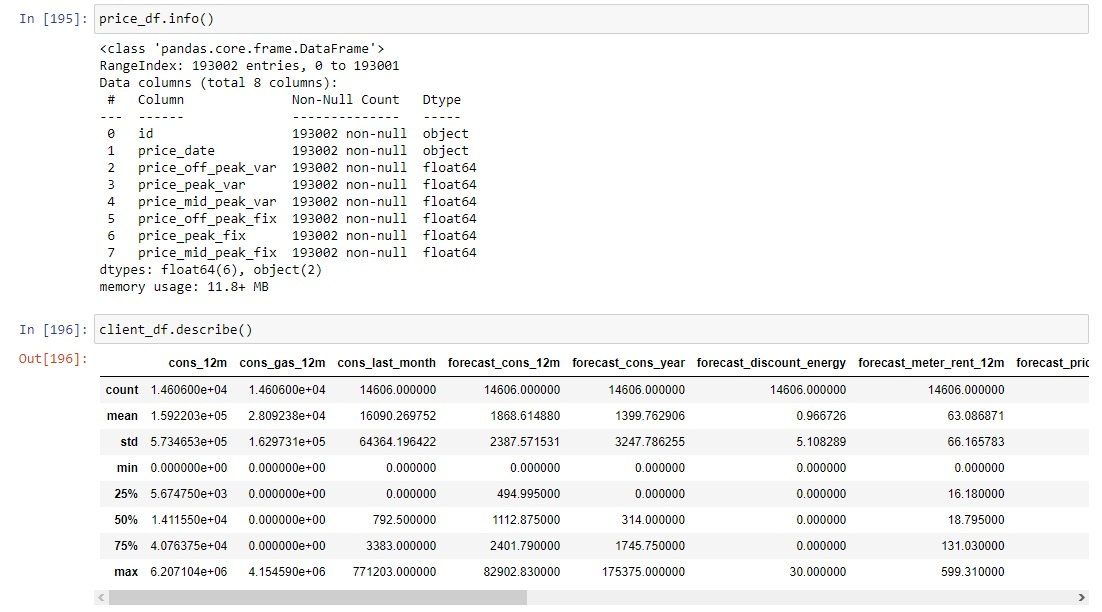 In [195]: price_df.info()
<class 'pandas.core.frame.DataFrame'>
RangeIndex: 193002 entries, 0 to 193001
Data columns (total 8 columns):
 #   Column              Non-Null Count   Dtype
---  ------              --------------   -----
 0   id                  193002 non-null  object
 1   price_date          193002 non-null  object
 2   price_off_peak_var  193002 non-null  float64
 3   price_peak_var      193002 non-null  float64
 4   price_mid_peak_var  193002 non-null  float64
 5   price_off_peak_fix  193002 non-null  float64
 6   price_peak_fix      193002 non-null  float64
 7   price_mid_peak_fix  193002 non-null  float64
dtypes: float64(6), object(2)
memory usage: 11.8+ MB
In [196]: client_df.describe()
Out[196]:
cons_12m cons_gas_12m cons_last_month forecast_cons_12m forecast_cons_year forecast_discount_energy forecast_meter_rent_12m forecast_pric
count 1.460600e+04 1.460600e+04 14606.000000 14606.000000 14606.000000 14606.000000 14606.000000
mean 1.592203e+05 2.809238e+04 16090.269752 1868.614880 1399.762906 0.966726 63.086871
std 5.734653e+05 1.629731e+05 64364.196422 2387.571531 3247.786255 5.108289 66.165783
min 0.000000e+00 0.000000e+00 0.000000 0.000000 0.000000 0.000000 0.000000
25% 5.674750e+03 0.000000e+00 0.000000 494.995000 0.000000 0.000000 16.180000
50% 1.411550e+04 0.000000e+00 792.500000 1112.875000 314.000000 0.000000 18.795000
75% 4.076375e+04 0.000000e+00 3383.000000 2401.790000 1745.750000 0.000000 131.030000
max 6.207104e+06 4.154590e+06 771203.000000 82902.830000 175375.000000 30.000000 599.310000